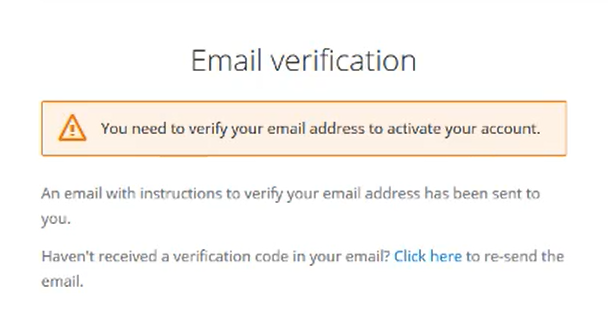 Email verification
You need to verify your email address to activate your account.
An email with instructions to verify your email address has been sent to
you.
Haven't received a verification code in your email? Click here to re-send the
email.